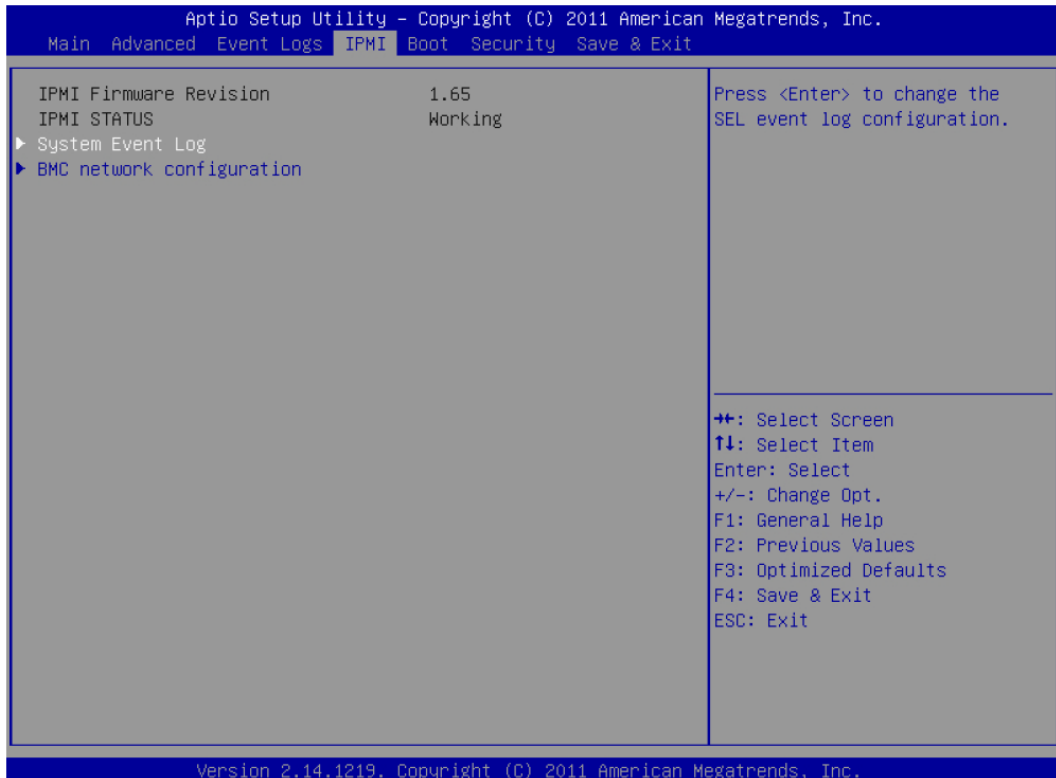 Aptio Setup Utility – Copyright (C) 2011 American Megatrends, Inc.
Main Advanced Event Logs IPMI Boot Security Save & Exit
IPMI Firmware Revision 1.65
IPMI STATUS Working
▶ System Event Log
▶ BMC network configuration
Press <Enter> to change the
SEL event log configuration.
→←: Select Screen
↑↓: Select Item
Enter: Select
+/-: Change Opt.
F1: General Help
F2: Previous Values
F3: Optimized Defaults
F4: Save & Exit
ESC: Exit
Version 2.14.1219. Copyright (C) 2011 American Megatrends, Inc.